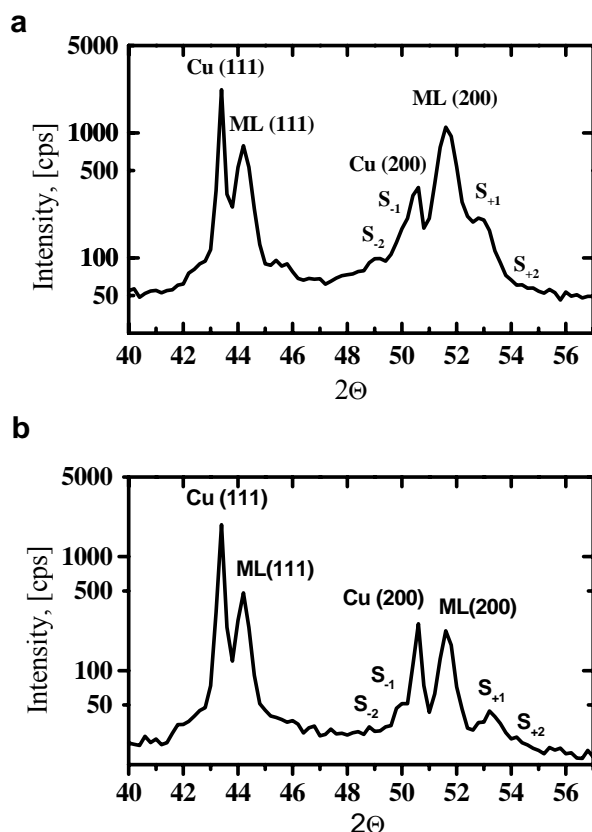 a
5000
Cu (111)
ML (111)
ML (200)
1000
Cu (200)
500
S-1
S+1
S-2
S+2
100
50
Intensity, [cps]
40 42 44 46 48 50 52 54 56
2Θ
b
5000
Cu (111)
1000
ML(111)
Cu (200)
ML(200)
500
100
S-1
S-2
S+1
S+2
50
Intensity, [cps]
40 42 44 46 48 50 52 54 56
2Θ